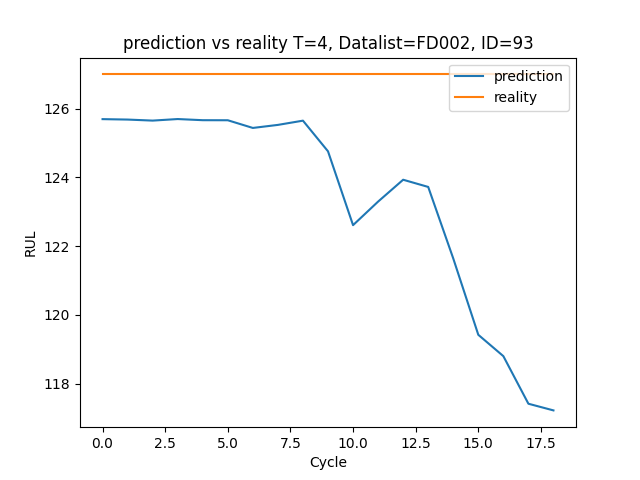 prediction vs reality T=4, Datalist=FD002, ID=93
prediction
reality
126
124
122
120
118
RUL
0.0 2.5 5.0 7.5 10.0 12.5 15.0 17.5
Cycle